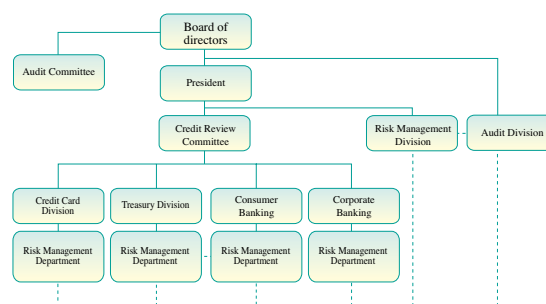 Board of
directors
Audit Committee
President
Credit Review
Committee
Risk Management
Division
Audit Division
Credit Card
Division
Treasury Division
Consumer
Banking
Corporate
Banking
Risk Management
Department
Risk Management
Department
Risk Management
Department
Risk Management
Department